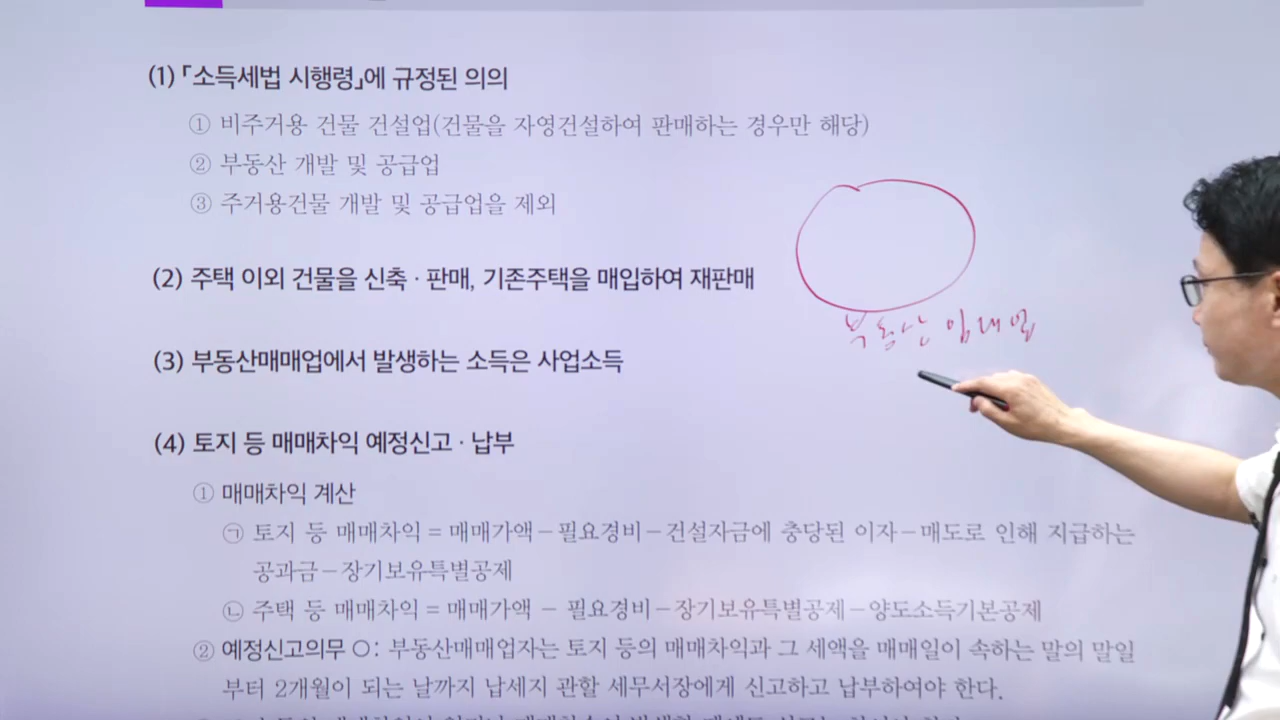 (1) 「소득세법 시행령」에 규정된 의의
① 비주거용 건물 건설업(건물을 자영건설하여 판매하는 경우만 해당)
② 부동산 개발 및 공급업
③ 주거용건물 개발 및 공급업을 제외
(2) 주택 이외 건물을 신축·판매, 기존주택을 매입하여 재판매
부동산 임대업
(3) 부동산매매업에서 발생하는 소득은 사업소득
(4) 토지 등 매매차익 예정신고·납부
① 매매차익 계산
㉠ 토지 등 매매차익 = 매매가액-필요경비-건설자금에 충당된 이자-매도로 인해 지급하는
공과금-장기보유특별공제
㉡ 주택 등 매매차익 = 매매가액 - 필요경비-장기보유특별공제-양도소득기본공제
② 예정신고의무 ○: 부동산매매업자는 토지 등의 매매차익과 그 세액을 매매일이 속하는 말의 말일
부터 2개월이 되는 날까지 납세지 관할 세무서장에게 신고하고 납부하여야 한다.